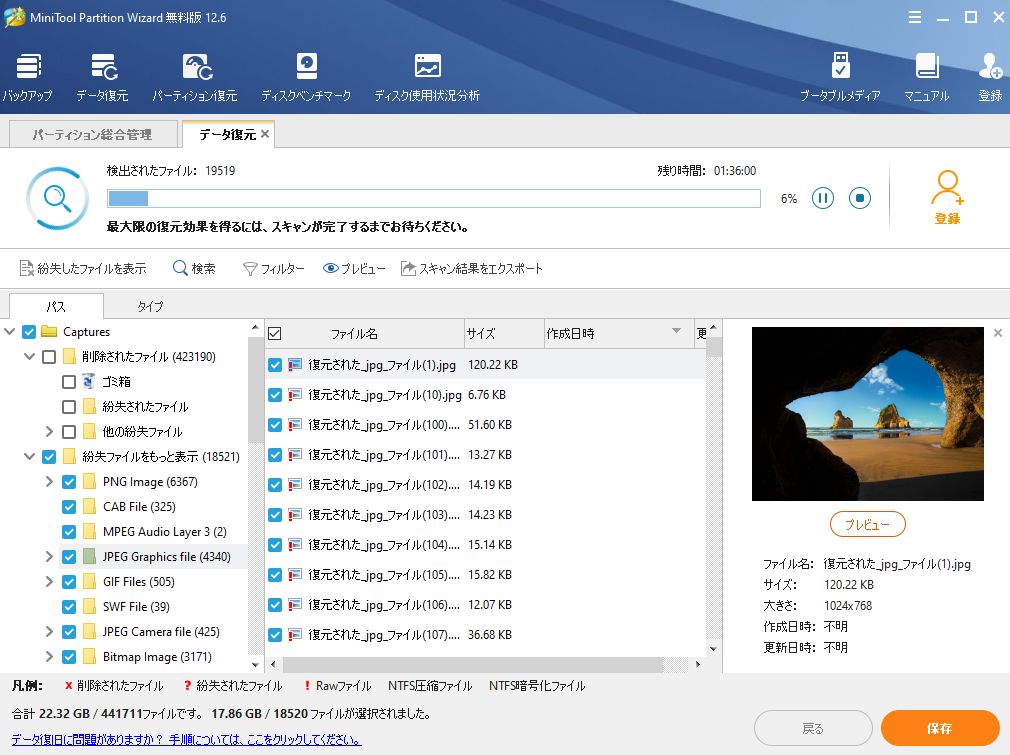 MiniTool Partition Wizard 無料版 12.6
バックアップ データ復元 パーティション復元 ディスクベンチマーク ディスク使用状況分析 ブータブルメディア マニュアル 登録
パーティション総合管理 データ復元
検出されたファイル: 19519 残り時間: 01:36:00
6%
登録
最大限の復元効果を得るには、スキャンが完了するまでお待ちください。
紛失したファイルを表示 検索 フィルター プレビュー スキャン結果をエクスポート
パス タイプ
Captures
削除されたファイル (423190)
ゴミ箱
紛失されたファイル
他の紛失ファイル
紛失ファイルをもっと表示 (18521)
PNG Image (6367)
CAB File (325)
MPEG Audio Layer 3 (2)
JPEG Graphics file (4340)
GIF Files (505)
SWF File (39)
JPEG Camera file (425)
Bitmap Image (3171)
ファイル名 サイズ 作成日時 更
復元された_jpg_ファイル(1).jpg 120.22 KB
復元された_jpg_ファイル(10).jpg 6.76 KB
復元された_jpg_ファイル(100).... 51.60 KB
復元された_jpg_ファイル(101).... 13.27 KB
復元された_jpg_ファイル(102).... 14.19 KB
復元された_jpg_ファイル(103).... 14.23 KB
復元された_jpg_ファイル(104).... 15.14 KB
復元された_jpg_ファイル(105).... 15.82 KB
復元された_jpg_ファイル(106).... 12.07 KB
復元された_jpg_ファイル(107).... 36.68 KB
プレビュー
ファイル名: 復元された_jpg_ファイル(1).jpg
サイズ: 120.22 KB
大きさ: 1024x768
作成日時: 不明
更新日時: 不明
凡例: x 削除されたファイル ? 紛失されたファイル ! Rawファイル NTFS圧縮ファイル NTFS暗号化ファイル
合計 22.32 GB / 441711ファイルです。 17.86 GB / 18520 ファイルが選択されました。
データ復旧に問題がありますか？ 手順については、ここをクリックしてください。
戻る 保存